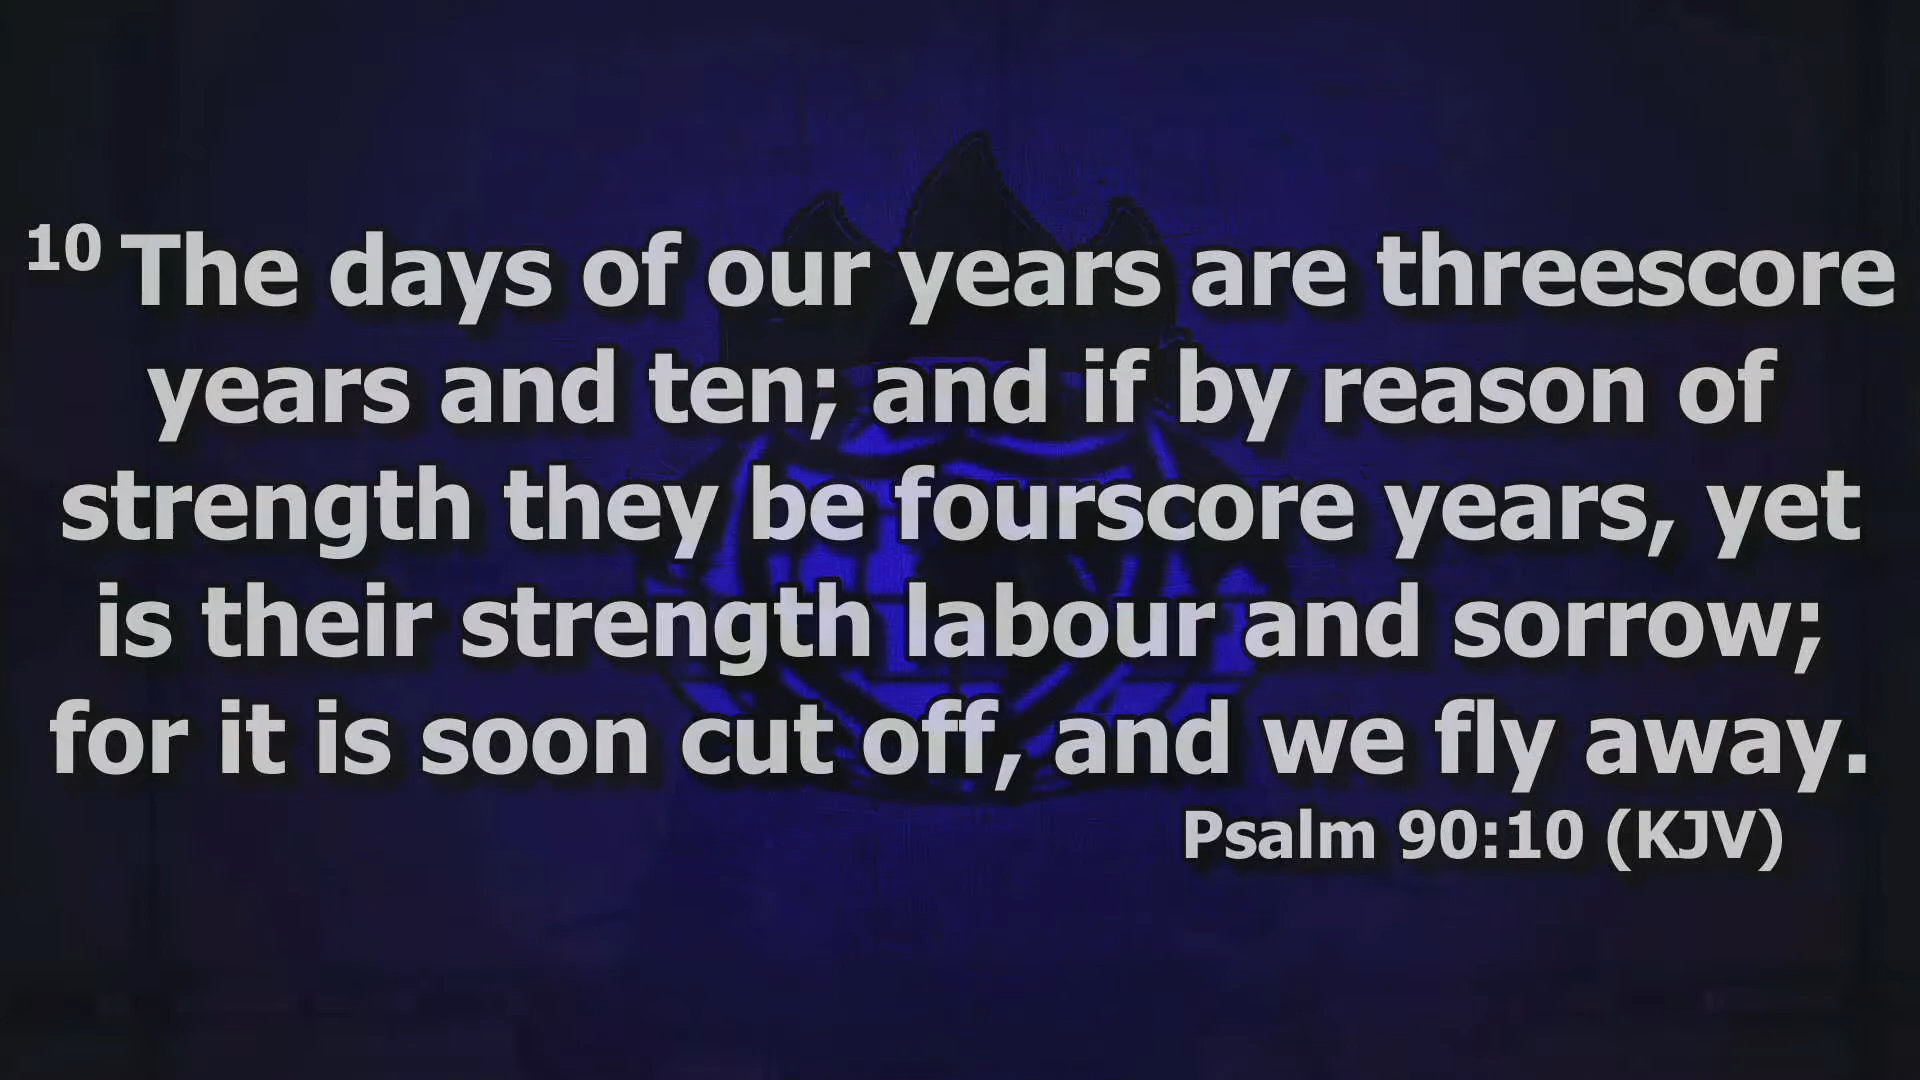 10 The days of our years are threescore
years and ten; and if by reason of
strength they be fourscore years, yet
is their strength labour and sorrow;
for it is soon cut off, and we fly away.
Psalm 90:10 (KJV)